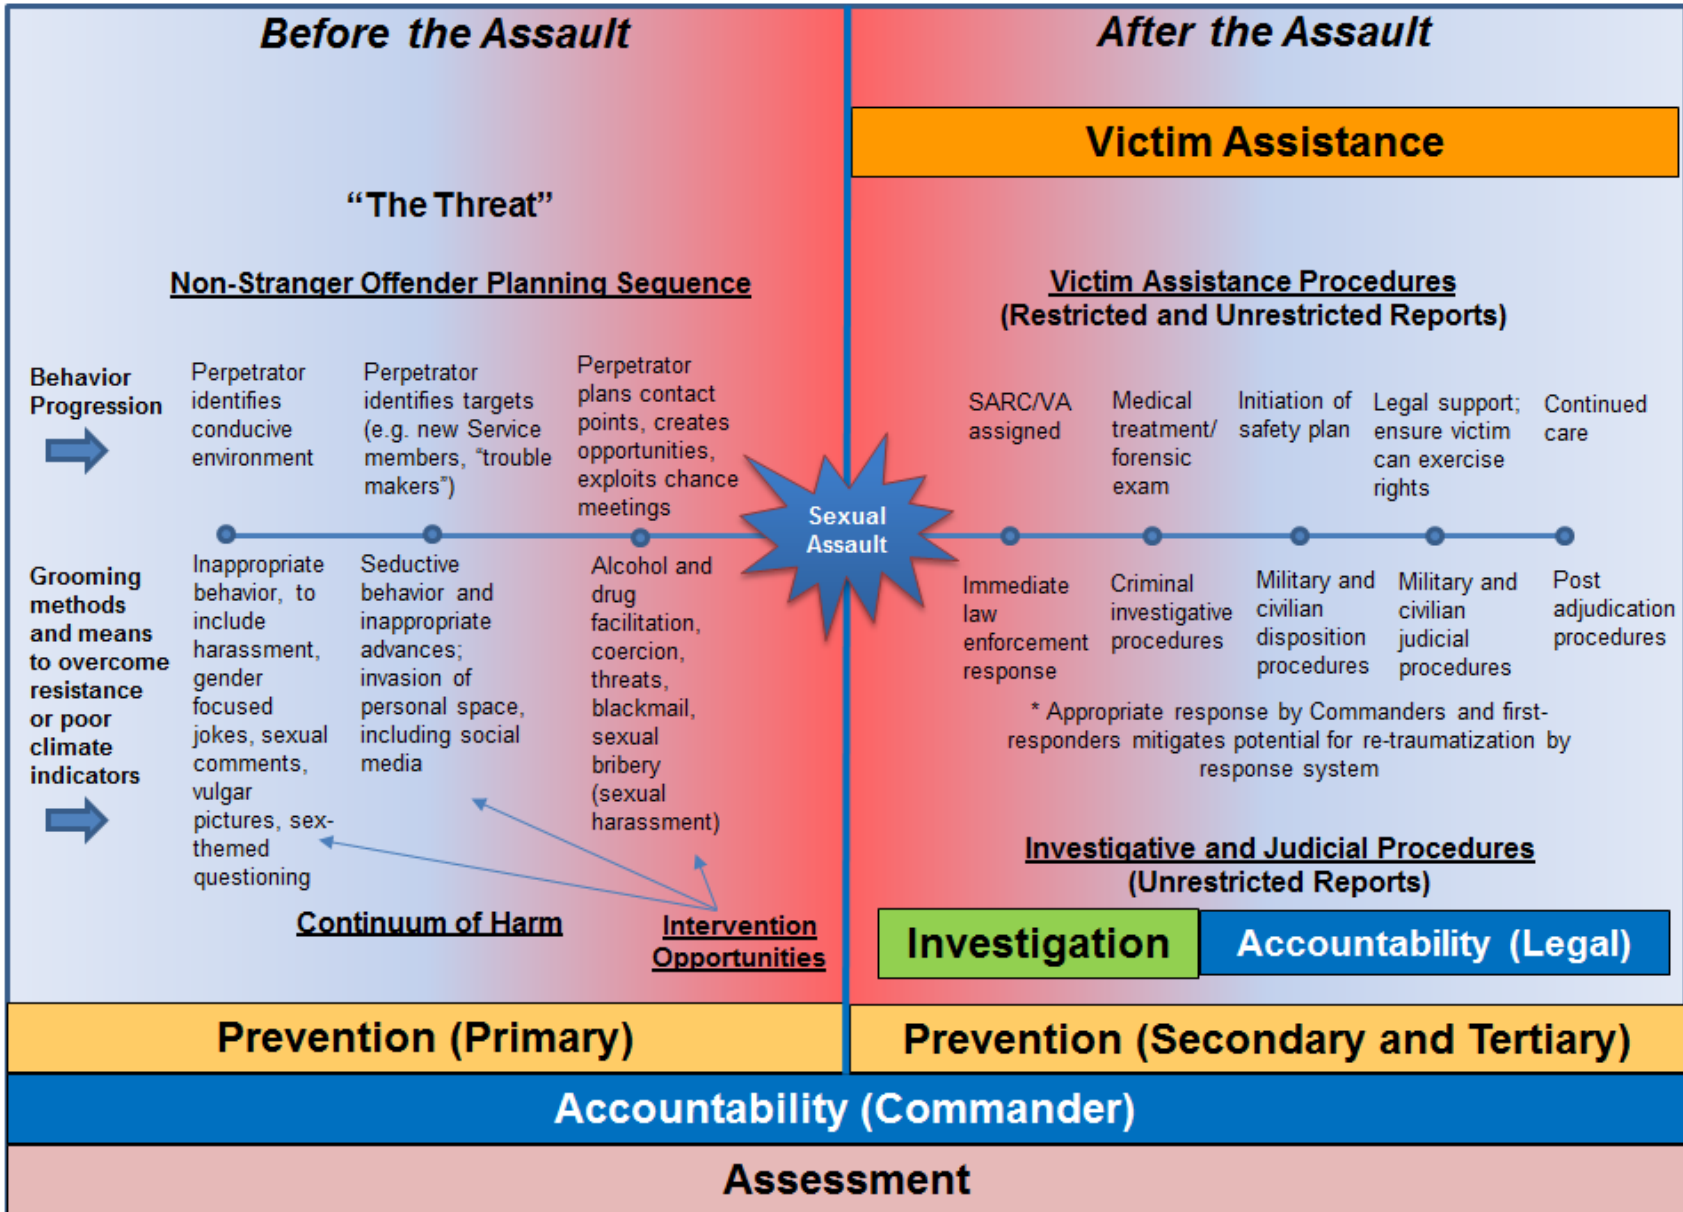 Before the Assault
After the Assault
Victim Assistance
“The Threat”
Non-Stranger Offender Planning Sequence
Victim Assistance Procedures
(Restricted and Unrestricted Reports)
Behavior
Progression
Perpetrator
identifies
conducive
environment
Perpetrator
identifies targets
(e.g. new Service
members, “trouble
makers”)
Perpetrator
plans contact
points, creates
opportunities,
exploits chance
meetings
Sexual
Assault
SARC/VA
assigned
Medical
treatment/
forensic
exam
Initiation of
safety plan
Legal support;
ensure victim
can exercise
rights
Continued
care
Grooming
methods
and means
to overcome
resistance
or poor
climate
indicators
Inappropriate
behavior, to
include
harassment,
gender
focused
jokes, sexual
comments,
vulgar
pictures, sex-
themed
questioning
Seductive
behavior and
inappropriate
advances;
invasion of
personal space,
including social
media
Alcohol and
drug
facilitation,
coercion,
threats,
blackmail,
sexual
bribery
(sexual
harassment)
Immediate
law
enforcement
response
Criminal
investigative
procedures
Military and
civilian
disposition
procedures
Military and
civilian
judicial
procedures
Post
adjudication
procedures
* Appropriate response by Commanders and first-
responders mitigates potential for re-traumatization by
response system
Continuum of Harm
Intervention
Opportunities
Investigative and Judicial Procedures
(Unrestricted Reports)
Investigation
Accountability (Legal)
Prevention (Primary)
Prevention (Secondary and Tertiary)
Accountability (Commander)
Assessment